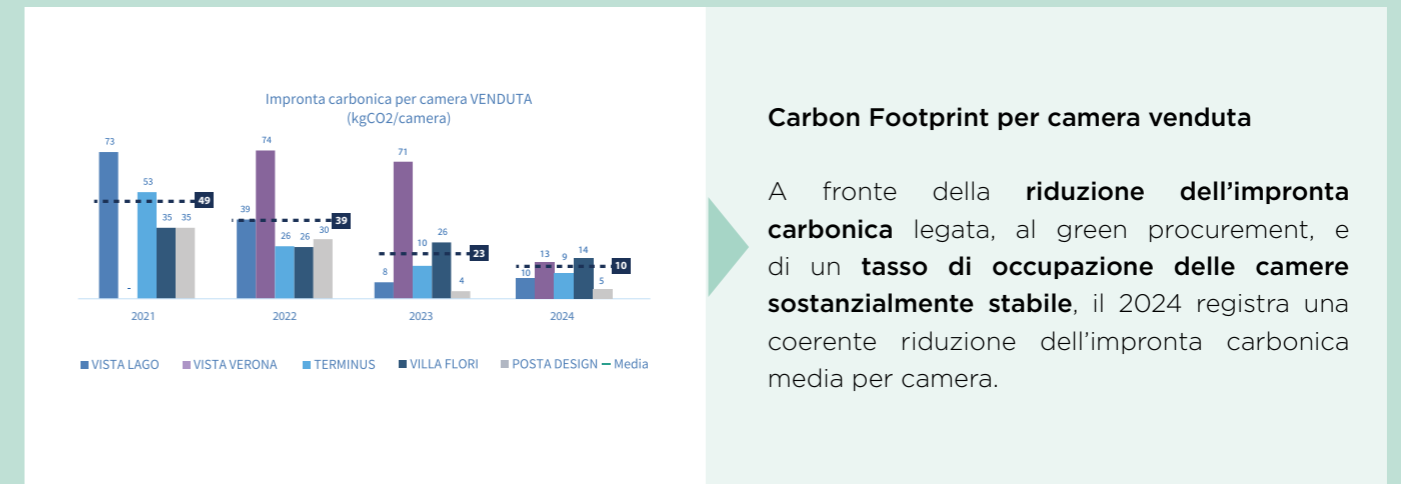 Impronta carbonica per camera VENDUTA
(kgCO2/camera)
73
-
53
35
35
49
39
74
26
26
30
39
8
71
10
26
4
23
10
13
9
14
5
10
2021
2022
2023
2024
VISTA LAGO
VISTA VERONA
TERMINUS
VILLA FLORI
POSTA DESIGN
Media
Carbon Footprint per camera venduta
A fronte della riduzione dell’impronta
carbonica legata, al green procurement, e
di un tasso di occupazione delle camere
sostanzialmente stabile, il 2024 registra una
coerente riduzione dell’impronta carbonica
media per camera.